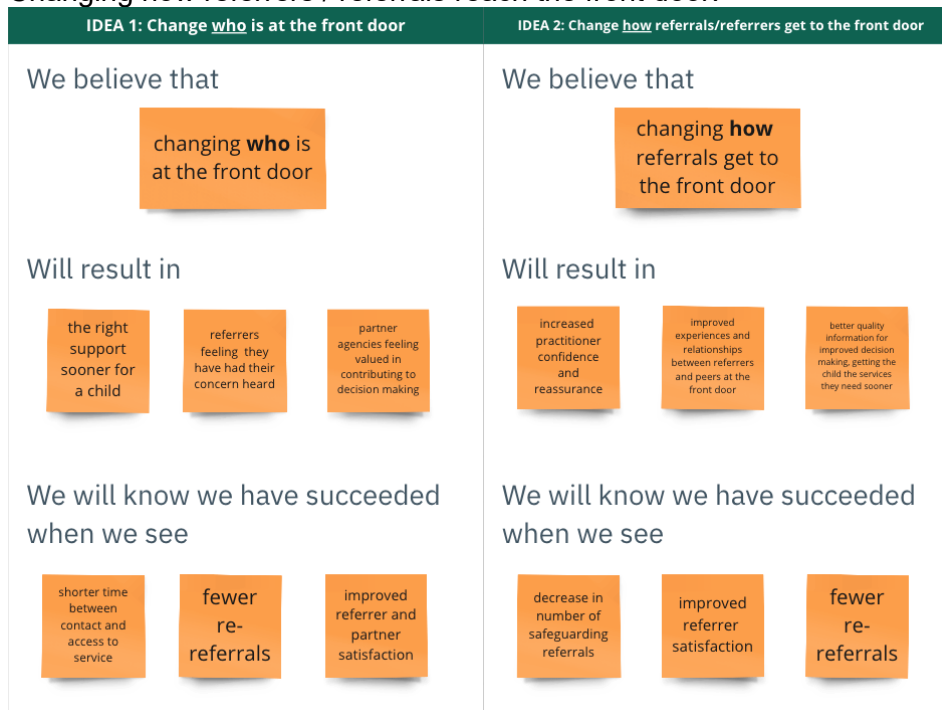 IDEA 1: Change who is at the front door
We believe that
changing who is
at the front door
Will result in
the right
support
sooner for
a child
referrers
feeling they
have had their
concern heard
partner
agencies feeling
valued in
contributing to
decision making
We will know we have succeeded
when we see
shorter time
between
contact and
access to
service
fewer
re-
referrals
improved
referrer and
partner
satisfaction
IDEA 2: Change how referrals/referrers get to the front door
We believe that
changing how
referrals get to
the front door
Will result in
increased
practitioner
confidence
and
reassurance
improved
experiences and
relationships
between referrers
and peers at the
front door
better quality
information for
improved decision
making, getting the
child the services
they need sooner
We will know we have succeeded
when we see
decrease in
number of
safeguarding
referrals
improved
referrer
satisfaction
fewer
re-
referrals